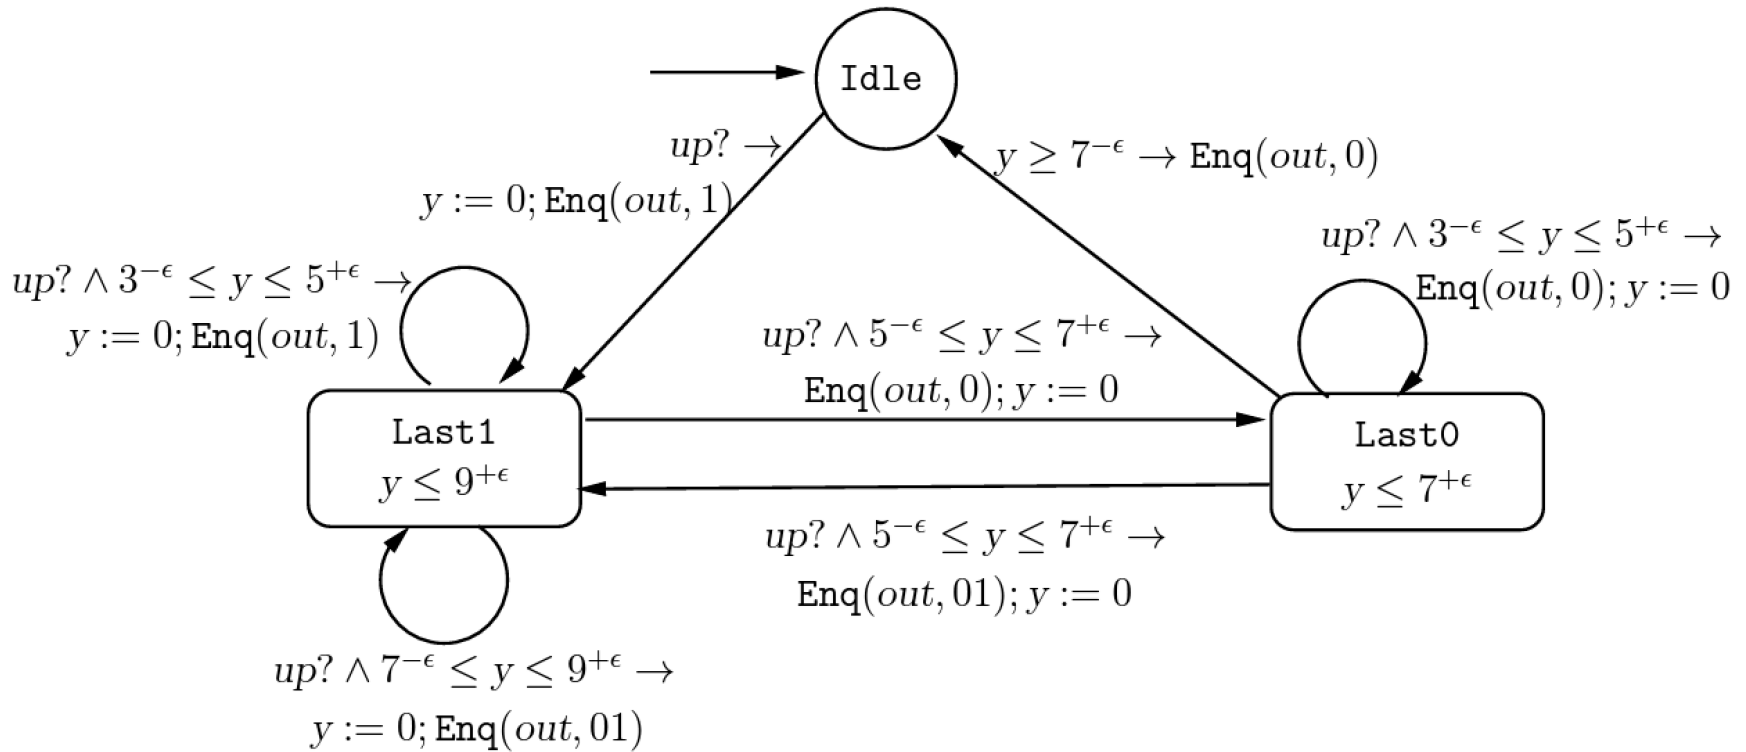 Idle
up? →
y := 0; Enq(out, 1)
y ≥ 7^{−ϵ} → Enq(out, 0)
up? ∧ 3^{−ϵ} ≤ y ≤ 5^{+ϵ} →
Enq(out, 0); y := 0
up? ∧ 3^{−ϵ} ≤ y ≤ 5^{+ϵ} →
y := 0; Enq(out, 1)
up? ∧ 5^{−ϵ} ≤ y ≤ 7^{+ϵ} →
Enq(out, 0); y := 0
Last1
y ≤ 9^{+ϵ}
Last0
y ≤ 7^{+ϵ}
up? ∧ 5^{−ϵ} ≤ y ≤ 7^{+ϵ} →
Enq(out, 01); y := 0
up? ∧ 7^{−ϵ} ≤ y ≤ 9^{+ϵ} →
y := 0; Enq(out, 01)